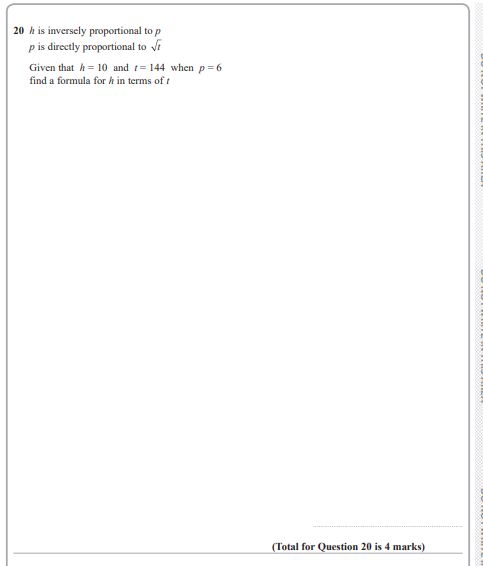 20 h is inversely proportional to p
p is directly proportional to √t
Given that h = 10 and t = 144 when p = 6
find a formula for h in terms of t
(Total for Question 20 is 4 marks)